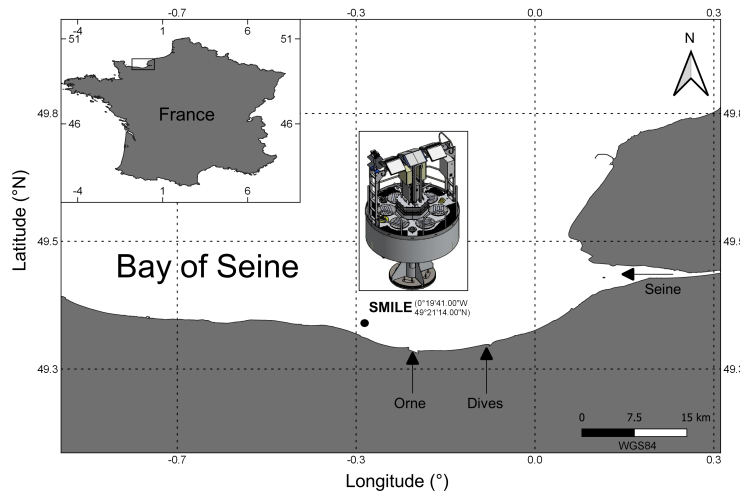 -0.7 -0.3 0.0 0.3
-4 1 6
51 51
France
46 46
-4 1 6
N
49.8 49.8
Latitude (°N)
49.5 49.5
Bay of Seine
Seine
SMILE (0°19'41.00"W
49°21'14.00"N)
49.3 49.3
Orne Dives
0 7.5 15 km
WGS84
-0.7 -0.3 0.0 0.3
Longitude (°)